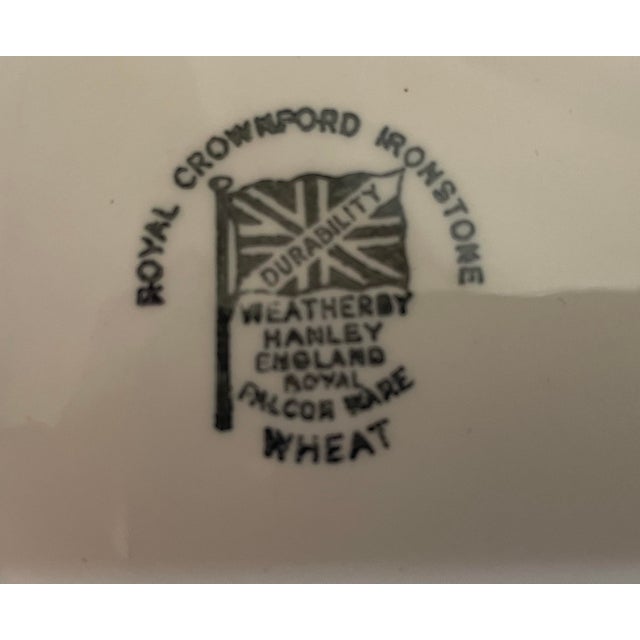 ROYAL CROWNFORD IRONSTONE
DURABILITY
WEATHERBY
HANLEY
ENGLAND
ROYAL
FALCON WARE
WHEAT